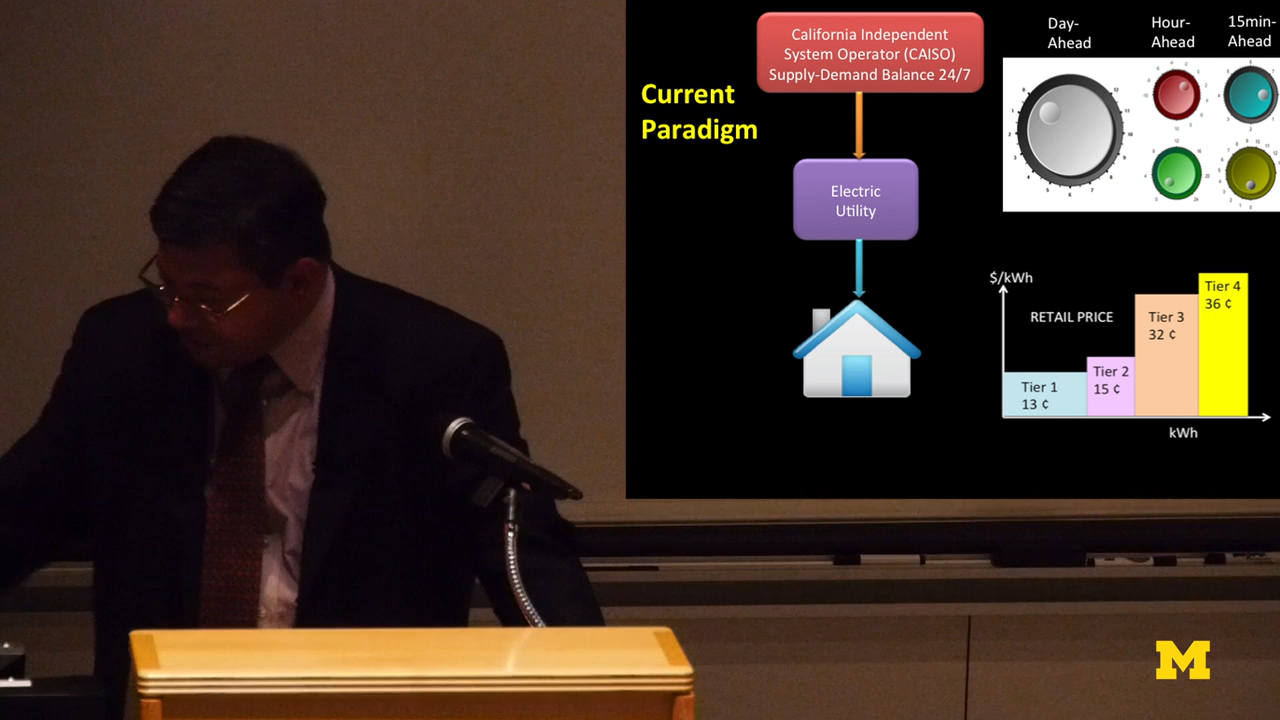 Current
Paradigm
California Independent
System Operator (CAISO)
Supply-Demand Balance 24/7
Electric
Utility
Day-
Ahead
Hour-
Ahead
15min-
Ahead
$/kWh
RETAIL PRICE
Tier 1
13 ¢
Tier 2
15 ¢
Tier 3
32 ¢
Tier 4
36 ¢
kWh
M